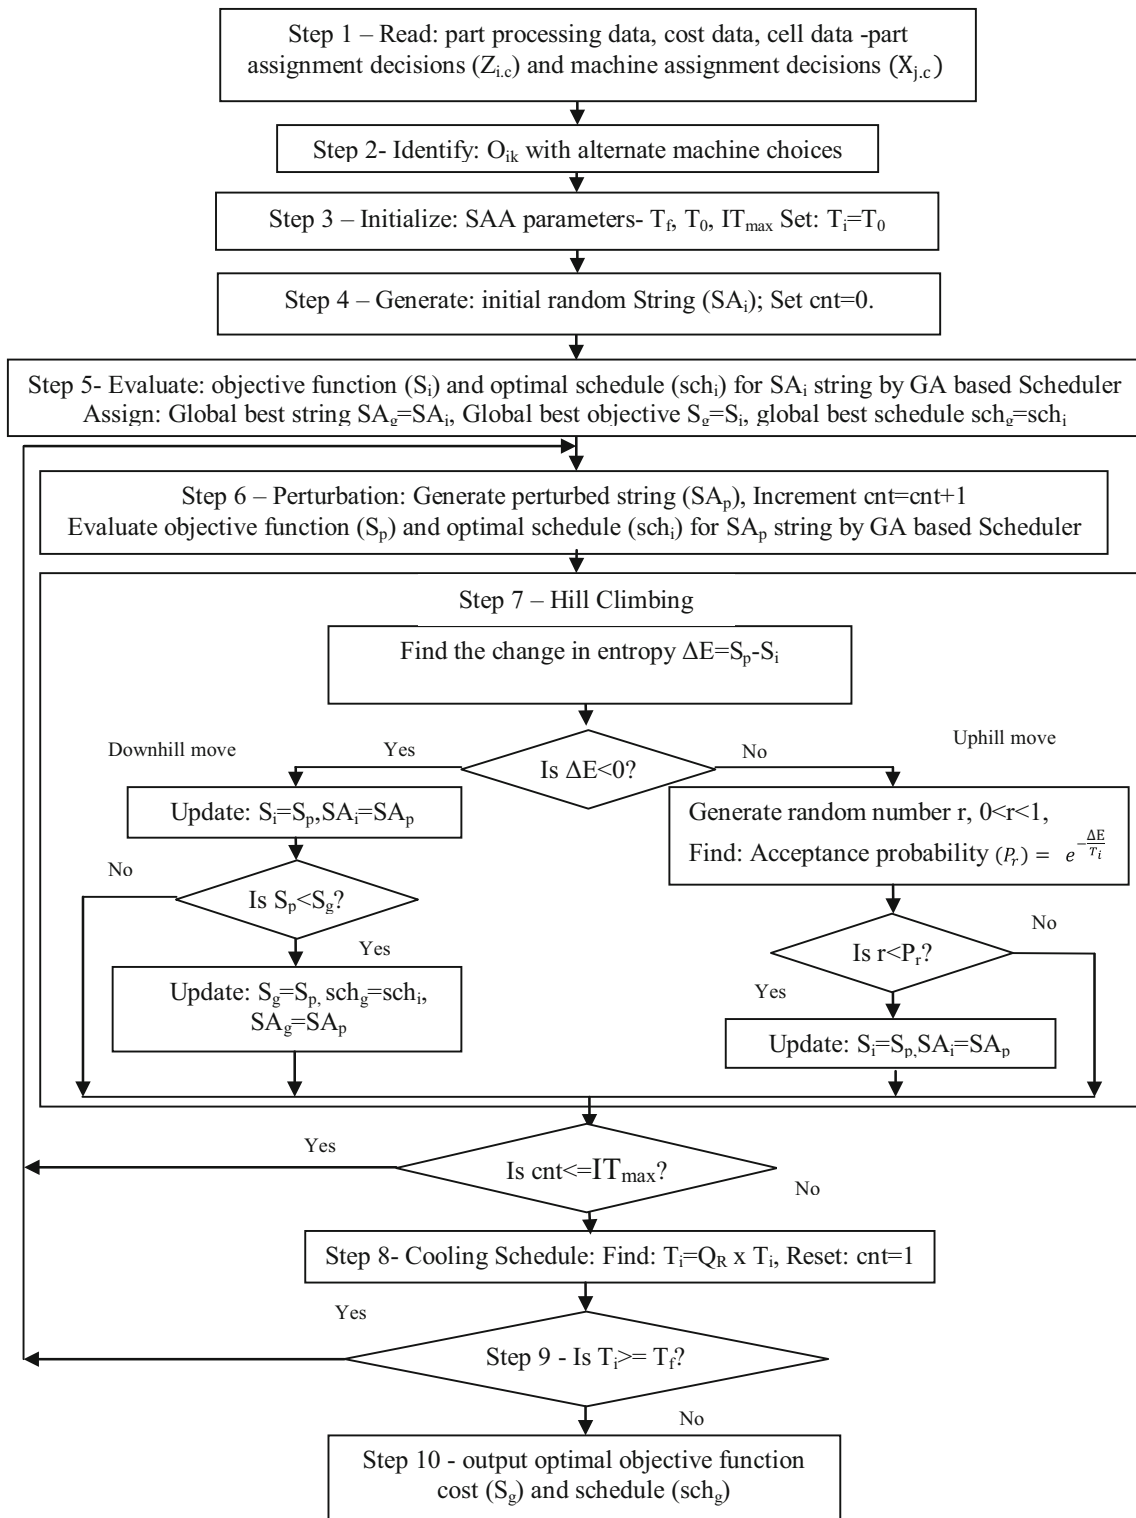 Step 1 – Read: part processing data, cost data, cell data -part
assignment decisions (Z_{i.c}) and machine assignment decisions (X_{j.c})
Step 2- Identify: O_{ik} with alternate machine choices
Step 3 – Initialize: SAA parameters- T_f, T_0, IT_{max} Set: T_i=T_0
Step 4 – Generate: initial random String (SA_i); Set cnt=0.
Step 5- Evaluate: objective function (S_i) and optimal schedule (sch_i) for SA_i string by GA based Scheduler
Assign: Global best string SA_g=SA_i, Global best objective S_g=S_i, global best schedule sch_g=sch_i
Step 6 – Perturbation: Generate perturbed string (SA_p), Increment cnt=cnt+1
Evaluate objective function (S_p) and optimal schedule (sch_i) for SA_p string by GA based Scheduler
Step 7 – Hill Climbing
Find the change in entropy ΔE=S_p-S_i
Downhill move
Yes
Is ΔE<0?
No
Uphill move
Update: S_i=S_p,SA_i=SA_p
Generate random number r, 0<r<1,
Find: Acceptance probability (P_r) = e^{-\frac{ΔE}{T_i}}
No
Is S_p<S_g?
Yes
Is r<P_r?
No
Yes
Update: S_g=S_p, sch_g=sch_i,
SA_g=SA_p
Update: S_i=S_p,SA_i=SA_p
Yes
Is cnt<=IT_{max}?
No
Step 8- Cooling Schedule: Find: T_i=Q_R x T_i, Reset: cnt=1
Yes
Step 9 - Is T_i>= T_f?
No
Step 10 - output optimal objective function
cost (S_g) and schedule (sch_g)